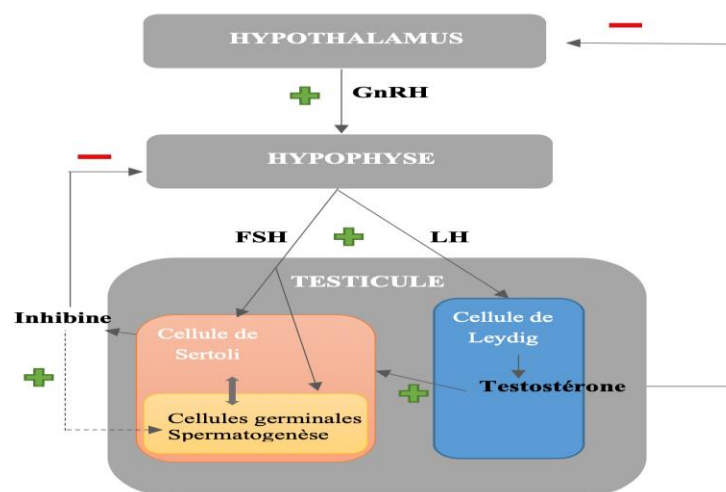 HYPOTHALAMUS
GnRH
HYPOPHYSE
FSH
LH
TESTICULE
Inhibine
Cellule de
Sertoli
Cellule de
Leydig
Testostérone
Cellules germinales
Spermatogenèse